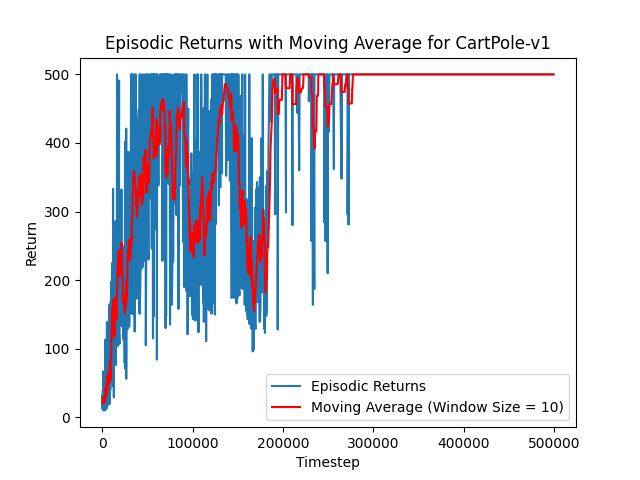 Episodic Returns with Moving Average for CartPole-v1
500
400
300
200
100
0
Return
0
100000
200000
300000
400000
500000
Timestep
Episodic Returns
Moving Average (Window Size = 10)